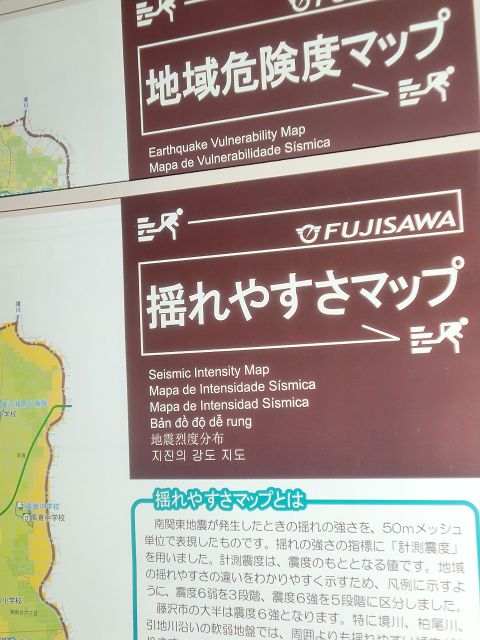 地域危険度マップ
Earthquake Vulnerability Map
Mapa de Vulnerabilidade Sísmica
FUJISAWA
揺れやすさマップ
Seismic Intensity Map
Mapa de Intensidade Sísmica
Mapa de Intensidad Sísmica
Bản đồ độ dễ rung
地震烈度分布
지진의 강도 지도
揺れやすさマップとは
南関東地震が発生したときの揺れの強さを、50mメッシュ
単位で表現したものです。揺れの強さの指標に「計測震度」
を用いました。計測震度は、震度のもととなる値です。地域
の揺れやすさの違いをわかりやすく示すため、凡例に示すよ
うに、震度6弱を3段階、震度6強を5段階に区分しました。
藤沢市の大半は震度6強となります。特に境川、柏尾川、
引地川沿いの軟弱地盤では、周囲よりも揺れやすい